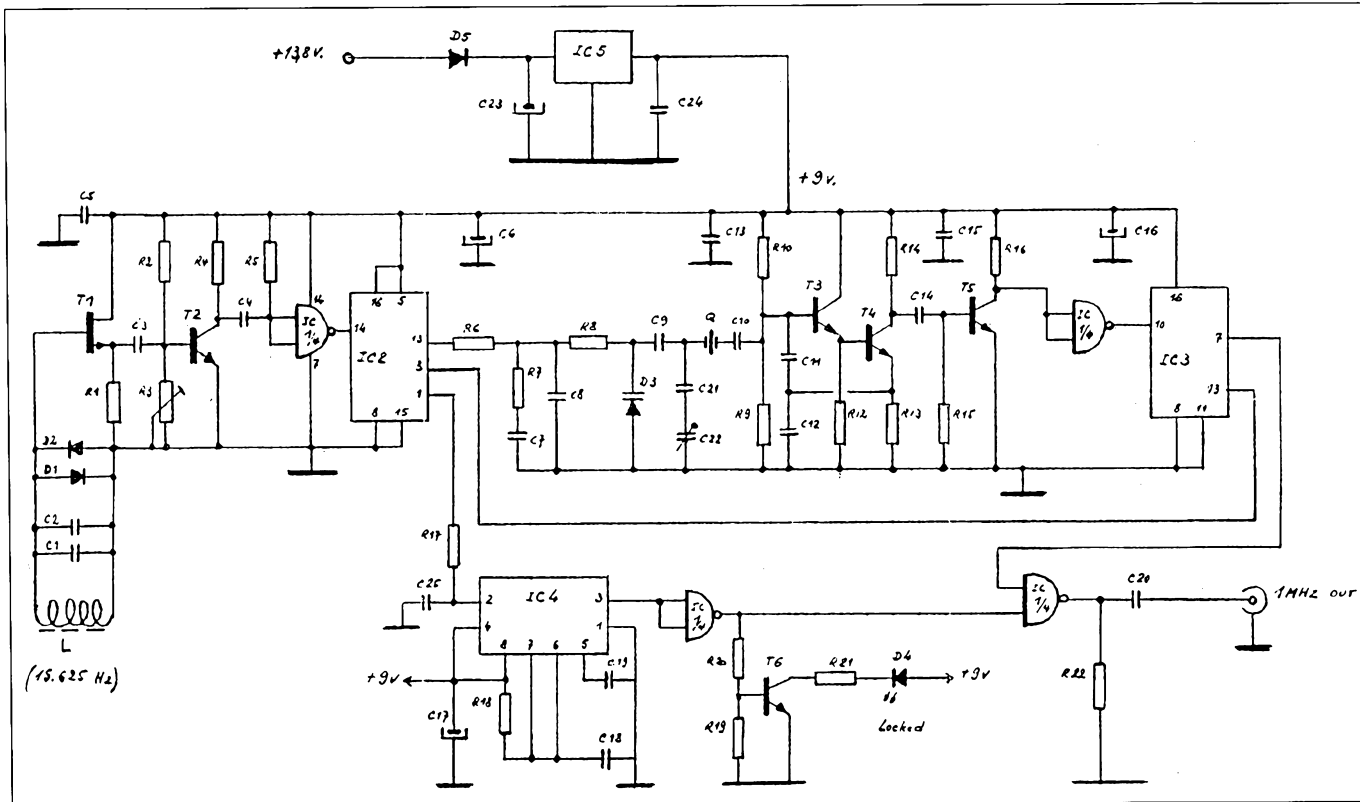 D5
+13,8v.
IC5
C23
C24
+9v.
C5
R2
R4
R5
C6
C13
R10
R14
C15
R16
C16
T1
C3
T2
C4
14
IC
1/4
7
16
5
14
13
3
1
IC2
8
15
R6
R8
C9
Q
C10
T3
T4
C14
T5
IC
1/4
10
16
7
13
IC3
8
11
R1
R3
R7
C7
C8
D3
C21
C22
R9
C11
C12
R12
R13
R15
D2
D1
C2
C1
L
(15.625 Hz)
R17
C25
2
4
IC4
3
1
8
7
6
5
C19
IC
1/4
IC
1/4
C20
1MHz out
+9v
C17
R18
C18
R20
R19
T6
R21
D4
+9v
Locked
R22